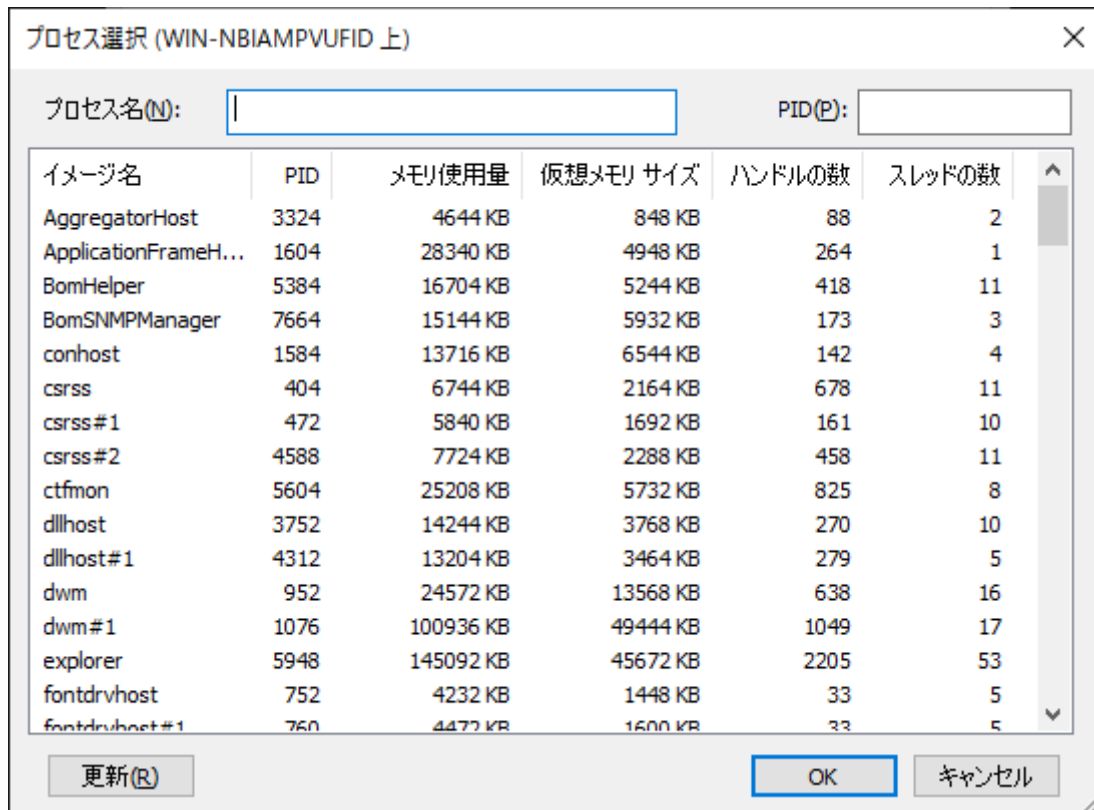 プロセス選択 (WIN-NBIAMPVUFID 上)
プロセス名(N): PID(P):
イメージ名 PID メモリ使用量 仮想メモリ サイズ ハンドルの数 スレッドの数
AggregatorHost 3324 4644 KB 848 KB 88 2
ApplicationFrameH... 1604 28340 KB 4948 KB 264 1
BomHelper 5384 16704 KB 5244 KB 418 11
BomSNMPManager 7664 15144 KB 5932 KB 173 3
conhost 1584 13716 KB 6544 KB 142 4
csrss 404 6744 KB 2164 KB 678 11
csrss#1 472 5840 KB 1692 KB 161 10
csrss#2 4588 7724 KB 2288 KB 458 11
ctfmon 5604 25208 KB 5732 KB 825 8
dllhost 3752 14244 KB 3768 KB 270 10
dllhost#1 4312 13204 KB 3464 KB 279 5
dwm 952 24572 KB 13568 KB 638 16
dwm#1 1076 100936 KB 49444 KB 1049 17
explorer 5948 145092 KB 45672 KB 2205 53
fontdrvhost 752 4232 KB 1448 KB 33 5
fontdrvhost#1 760 4472 KB 1600 KB 33 5
更新(R) OK キャンセル